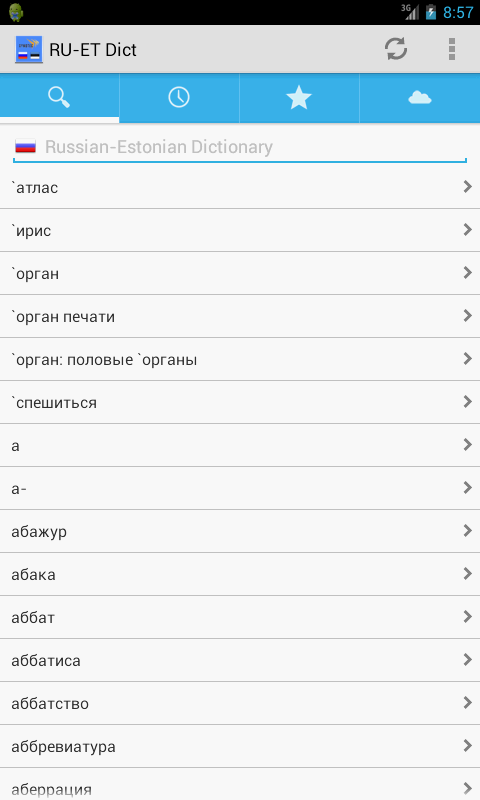 3G 8:57
RU-ET Dict
Russian-Estonian Dictionary
`атлас
`ирис
`орган
`орган печати
`орган: половые `органы
`спешиться
а
а-
абажур
абака
аббат
аббатиса
аббатство
аббревиатура
аберрация